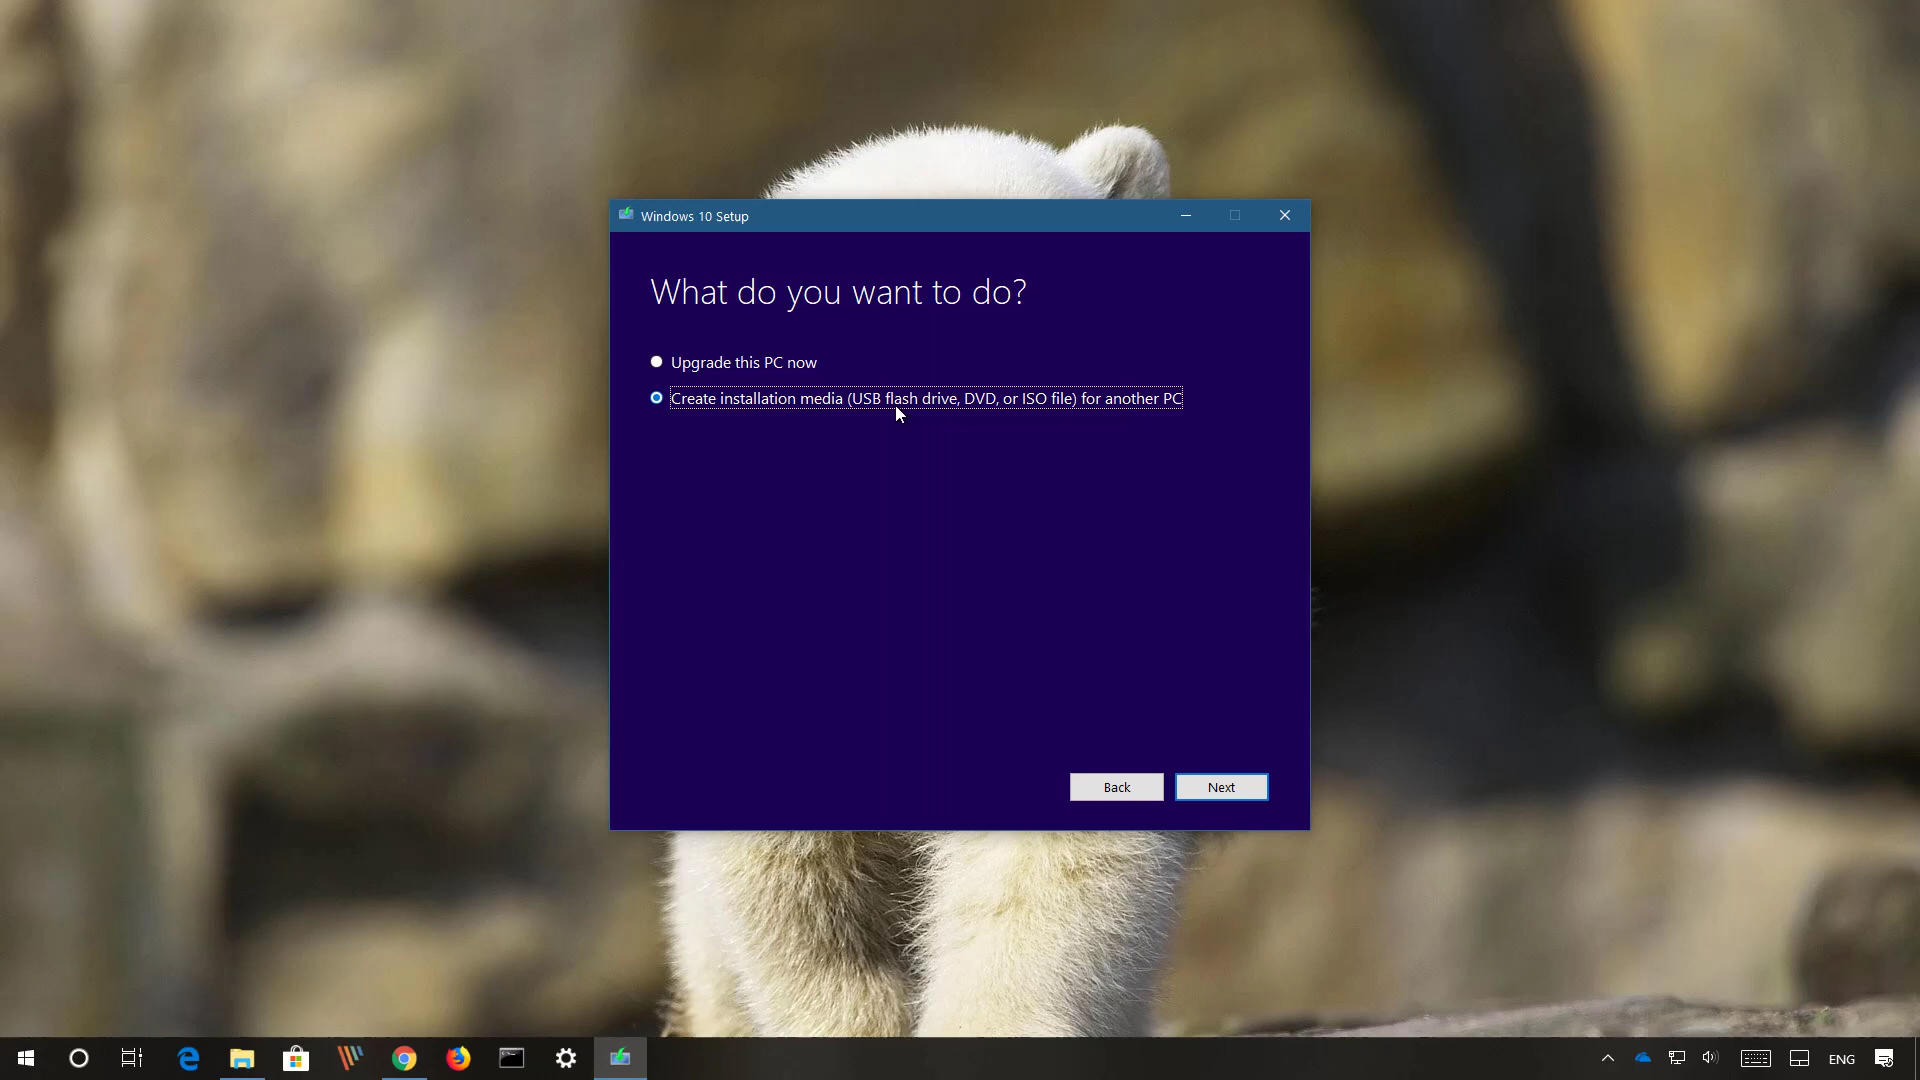 Windows 10 Setup
What do you want to do?
Upgrade this PC now
Create installation media (USB flash drive, DVD, or ISO file) for another PC
Back
Next
ENG